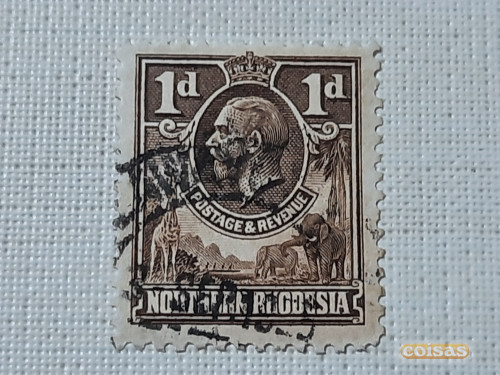 1d 1d
POSTAGE & REVENUE
NORTHERN RHODESIA
coisas